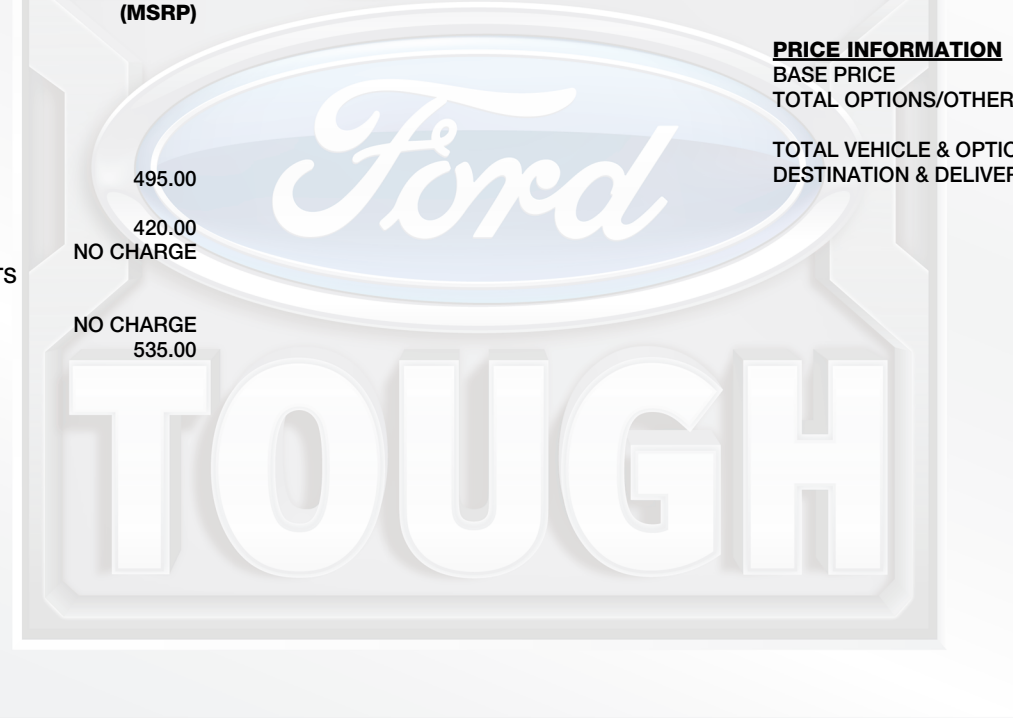 (MSRP)
495.00
420.00
NO CHARGE
TS
NO CHARGE
535.00
PRICE INFORMATION
BASE PRICE
TOTAL OPTIONS/OTHER
TOTAL VEHICLE & OPTIO
DESTINATION & DELIVER
Ford
TOUGH